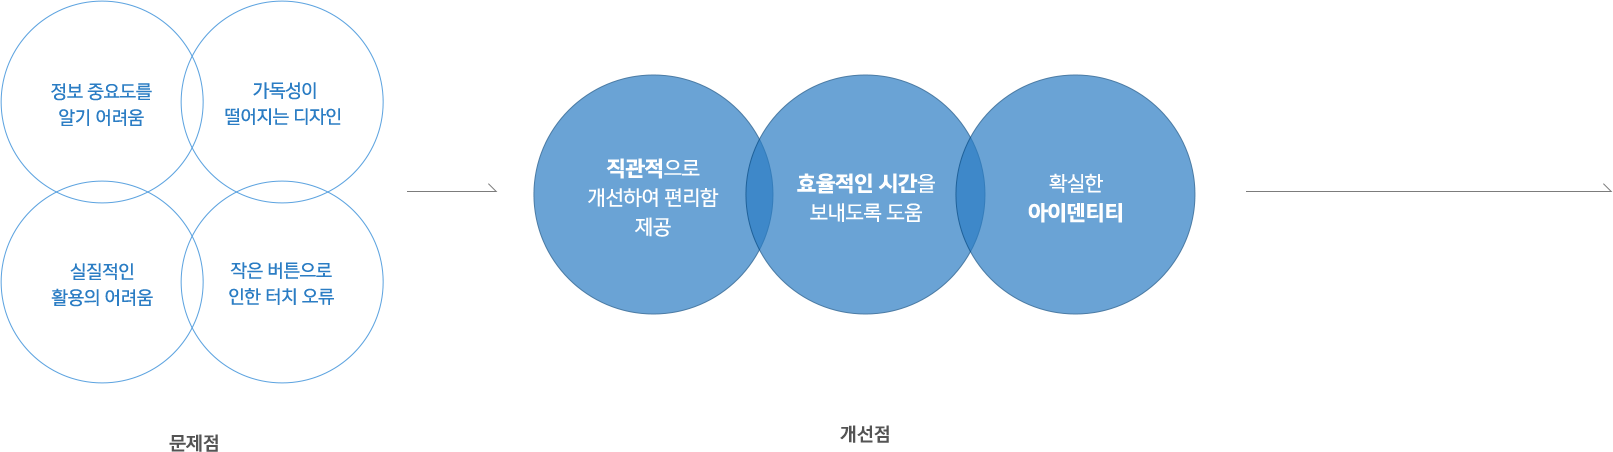 정보 중요도를
알기 어려움
가독성이
떨어지는 디자인
실질적인
활용의 어려움
작은 버튼으로
인한 터치 오류
문제점
직관적으로
개선하여 편리함
제공
효율적인 시간을
보내도록 도움
확실한
아이덴티티
개선점